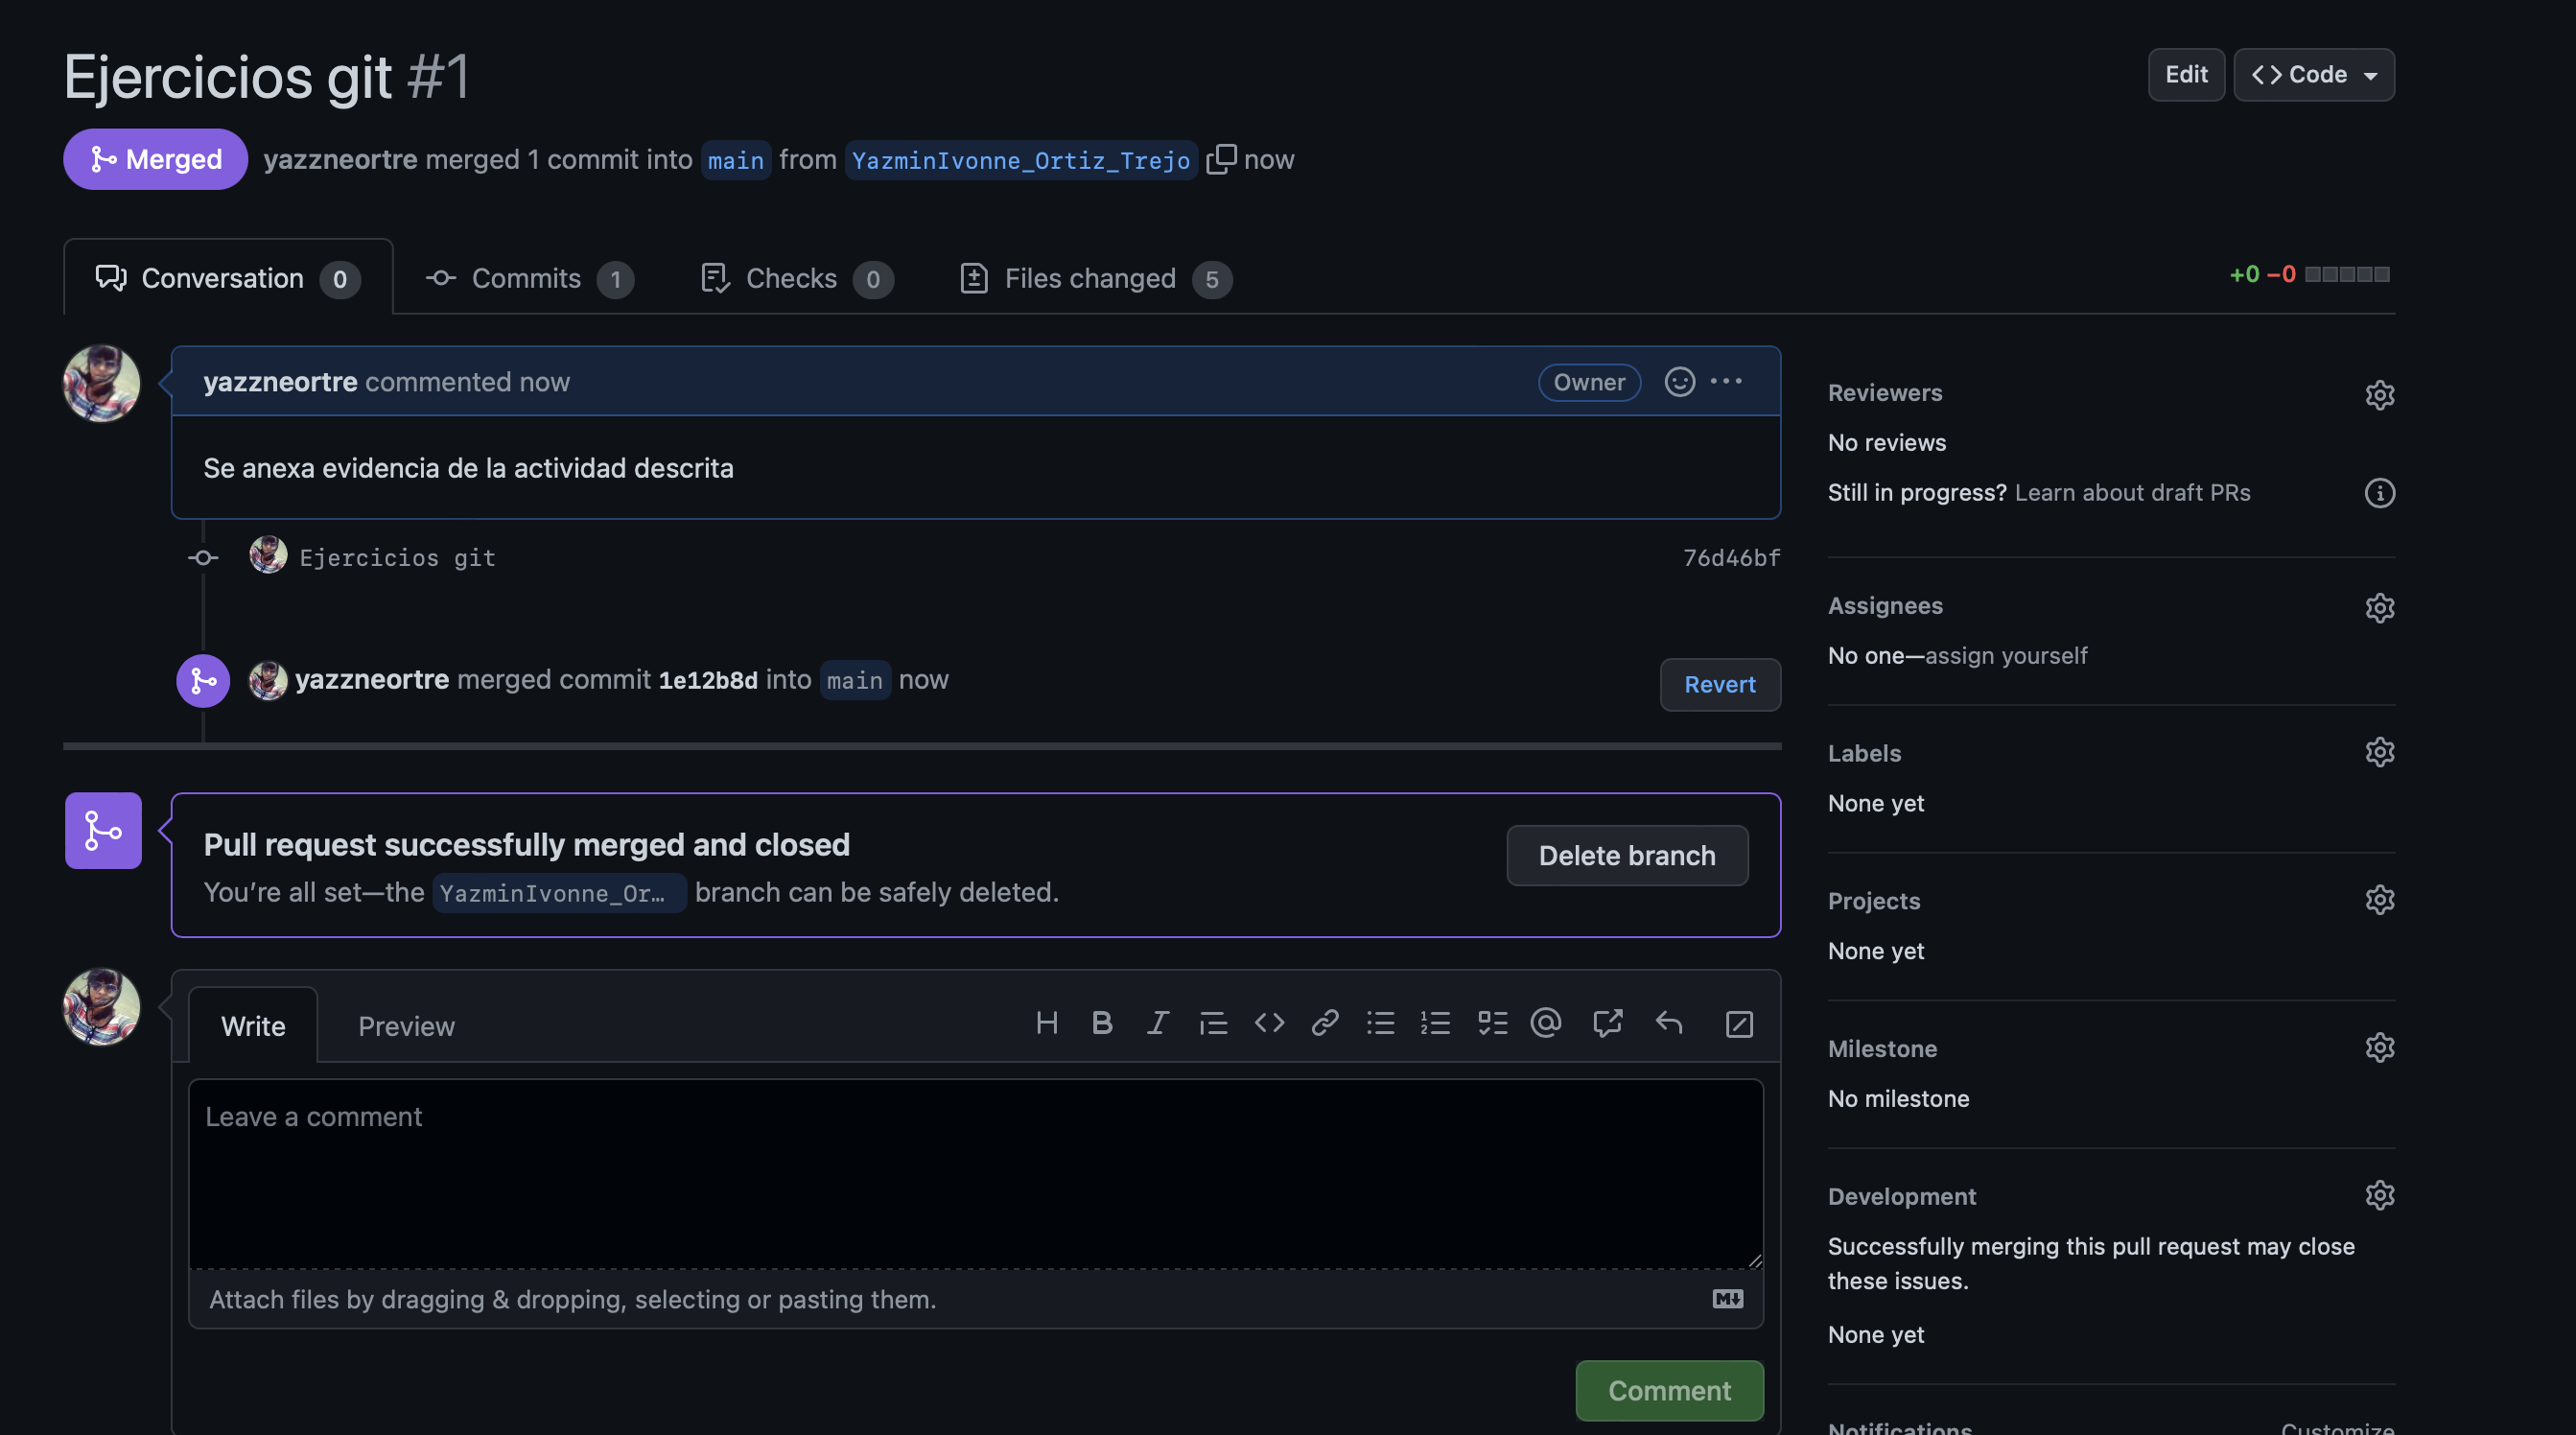 Ejercicios git #1
Edit
Code
Merged
yazzneortre merged 1 commit into main from YazminIvonne_Ortiz_Trejo now
Conversation 0
Commits 1
Checks 0
Files changed 5
+0 −0
yazzneortre commented now
Owner
Se anexa evidencia de la actividad descrita
Ejercicios git
76d46bf
yazzneortre merged commit 1e12b8d into main now
Revert
Pull request successfully merged and closed
You’re all set—the YazminIvonne_Or… branch can be safely deleted.
Delete branch
Write
Preview
Leave a comment
Attach files by dragging & dropping, selecting or pasting them.
Comment
Reviewers
No reviews
Still in progress? Learn about draft PRs
Assignees
No one—assign yourself
Labels
None yet
Projects
None yet
Milestone
No milestone
Development
Successfully merging this pull request may close
these issues.
None yet
Notifications
Customize